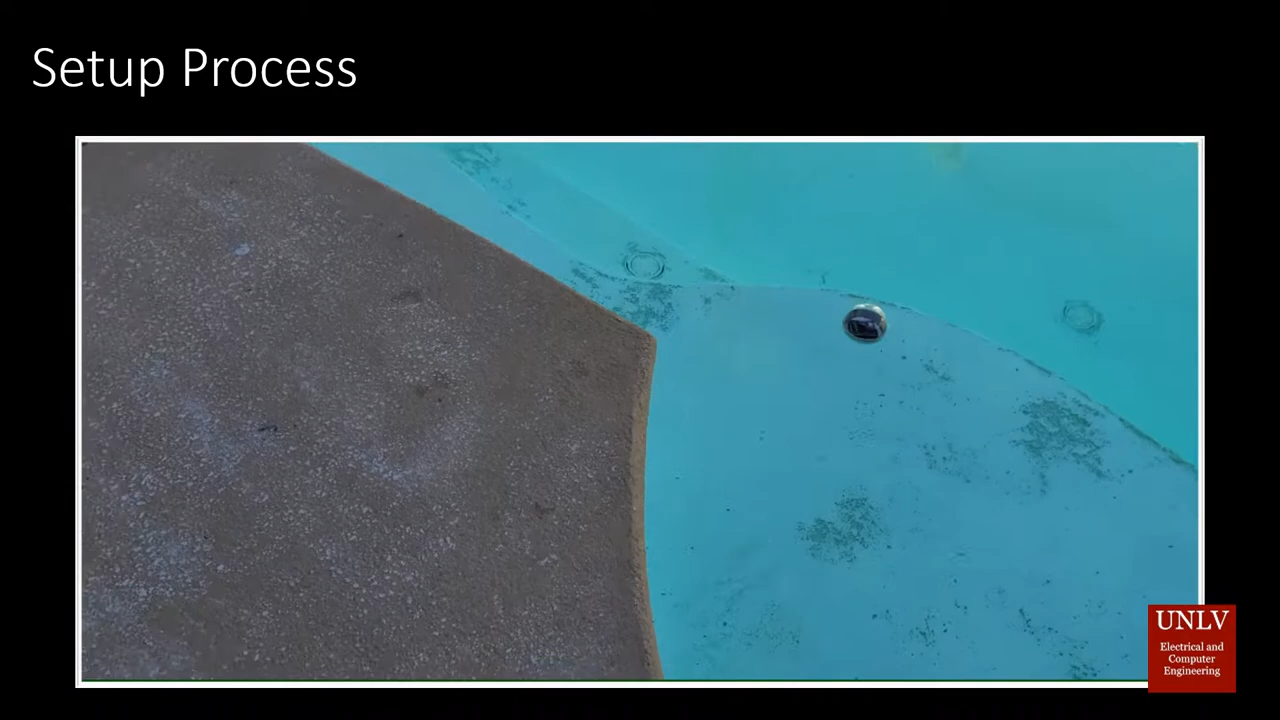 Setup Process
UNLV
Electrical and
Computer
Engineering